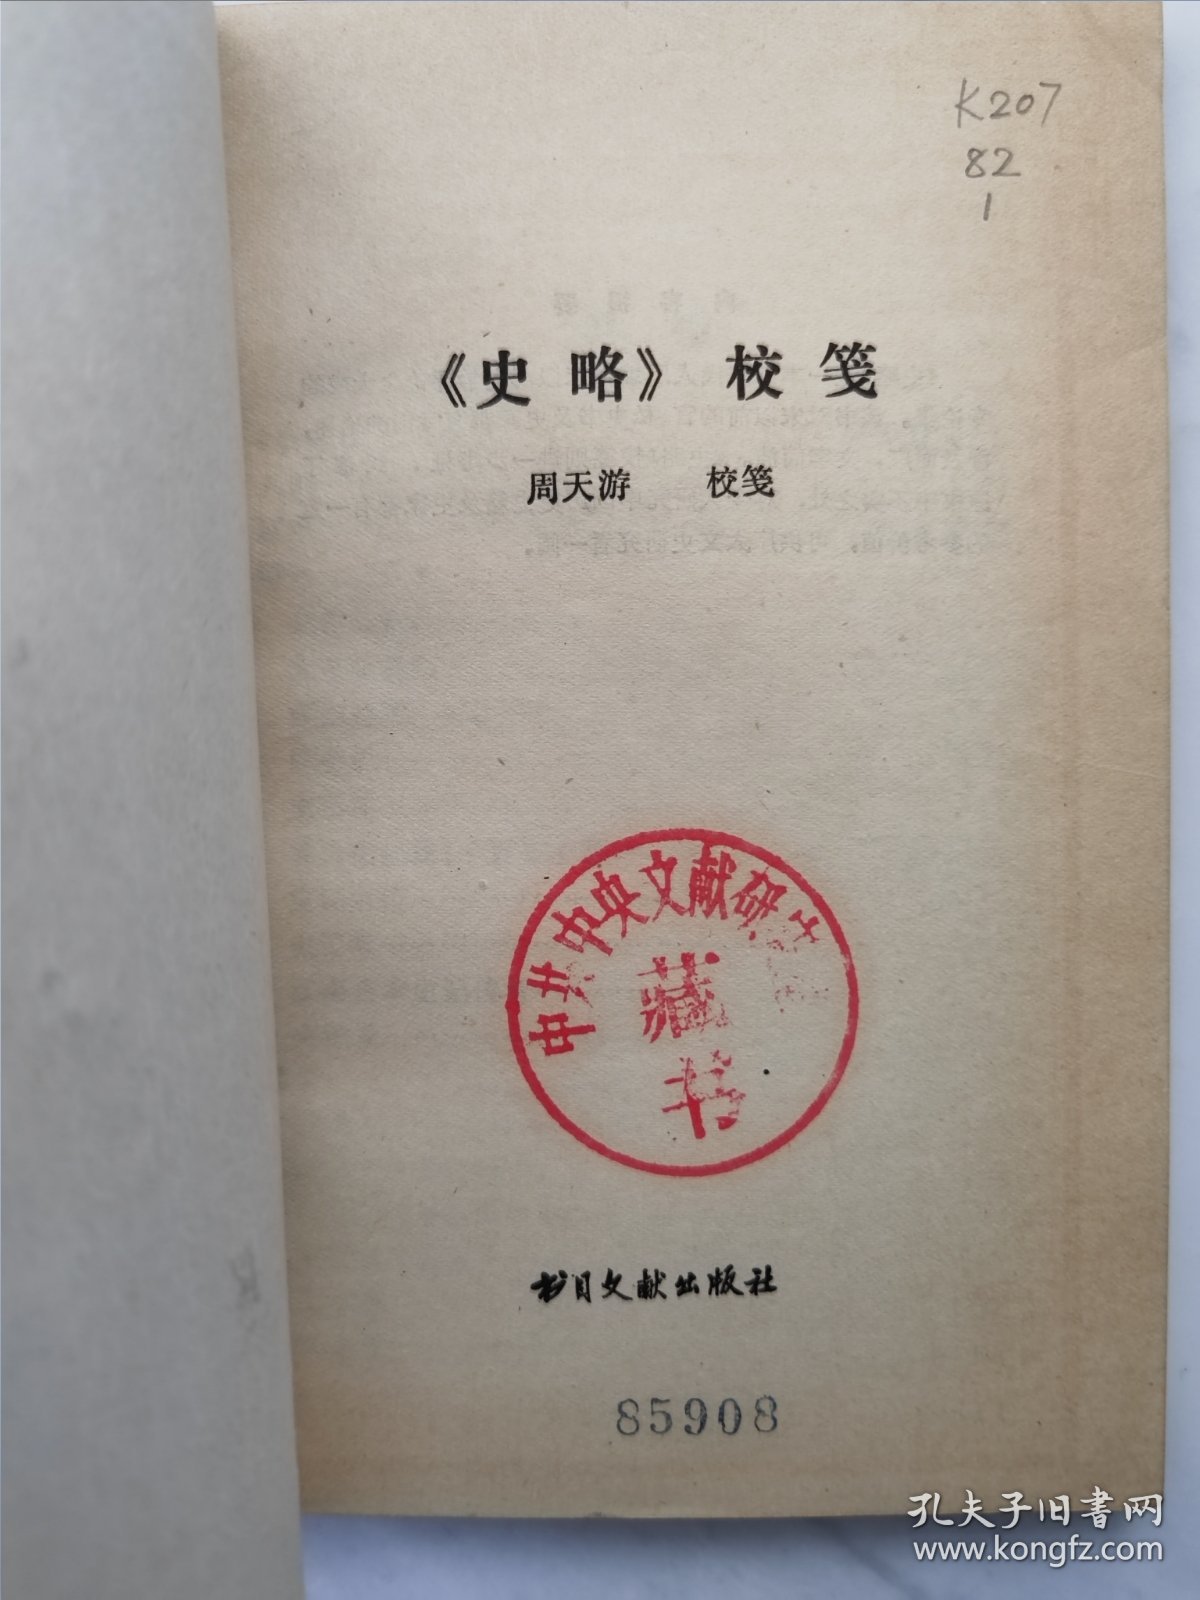 K207
82
1
《史略》校笺
周天游 校笺
中共中央文献研
藏
书
书目文献出版社
85908
孔夫子旧书网
www.kongfz.com